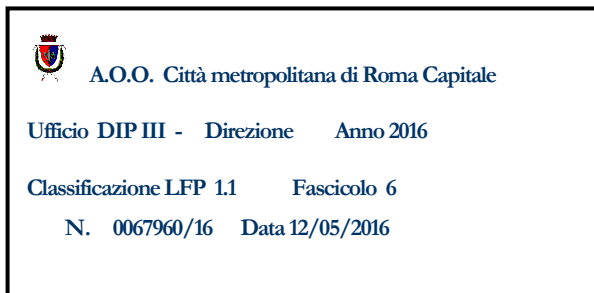 A.O.O. Città metropolitana di Roma Capitale
Ufficio DIP III - Direzione Anno 2016
Classificazione LFP 1.1 Fascicolo 6
N. 0067960/16 Data 12/05/2016